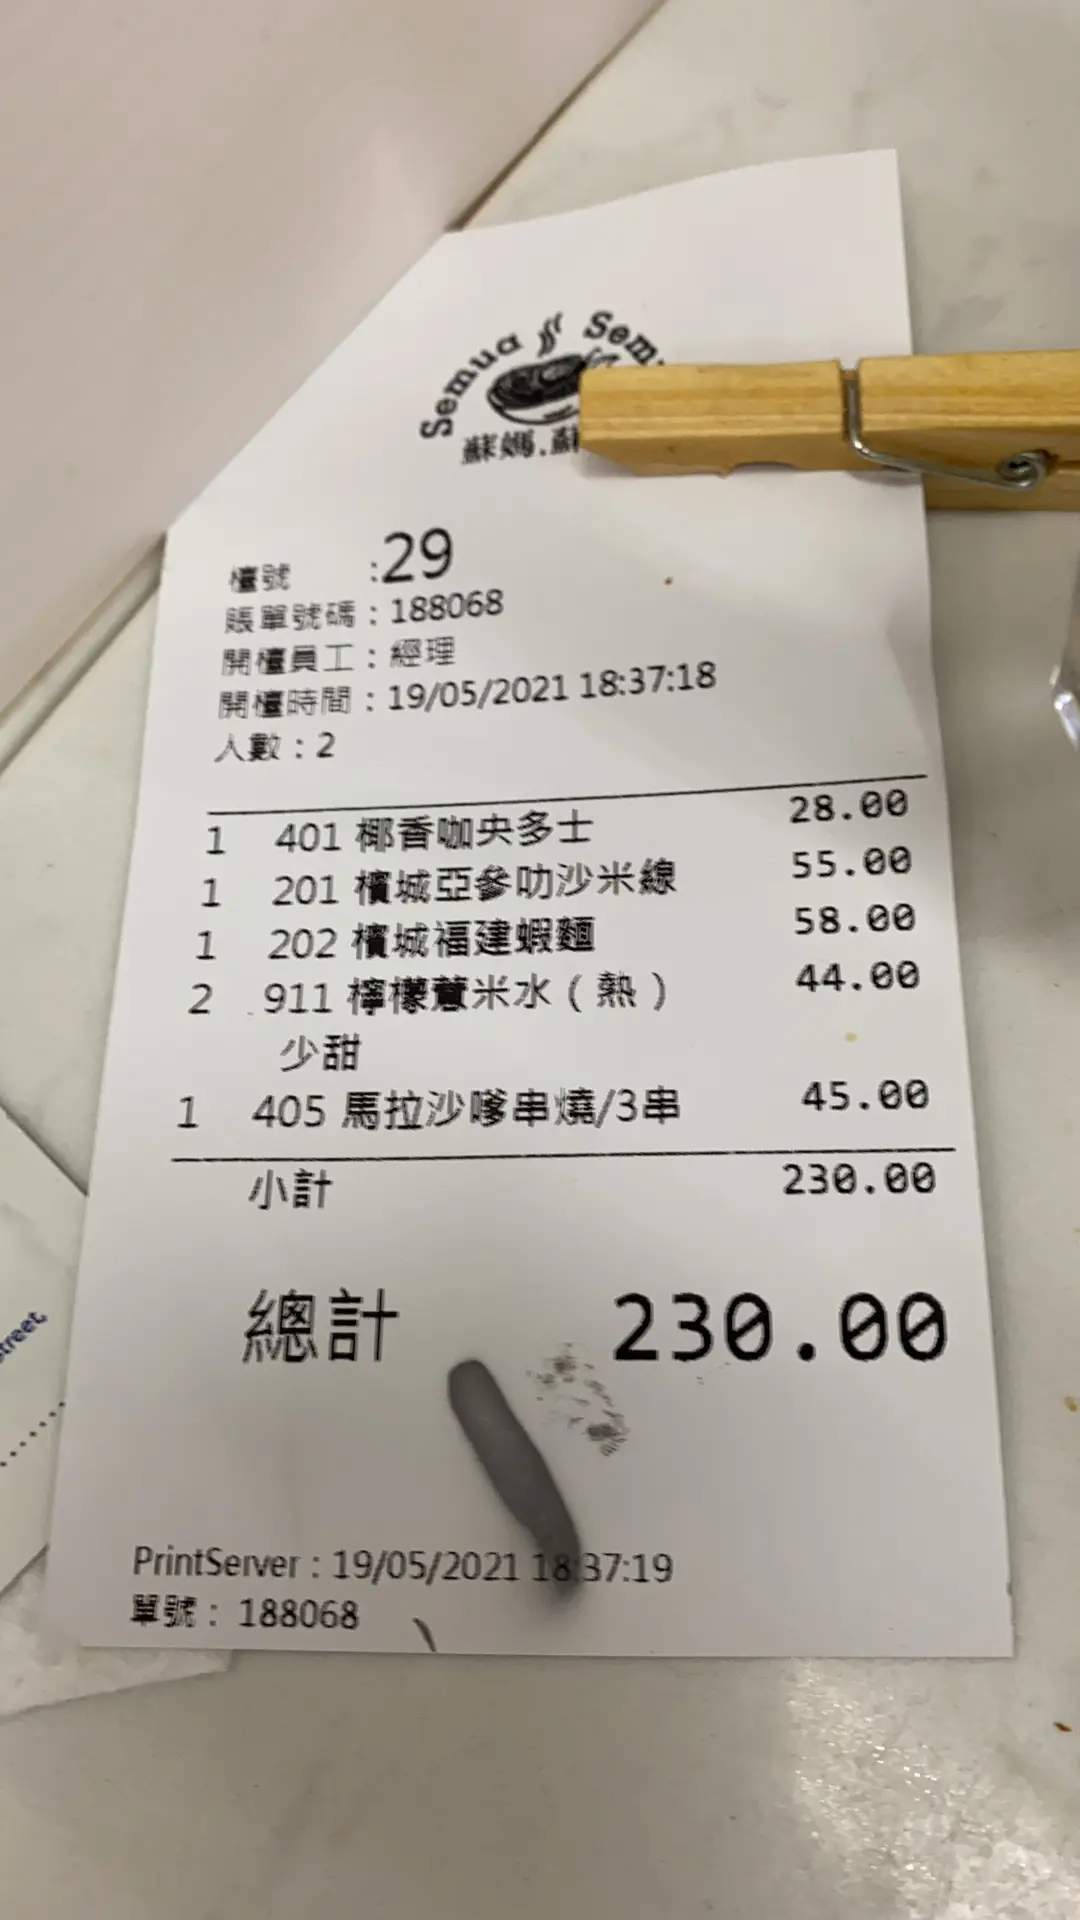 Semua Sem
蘇媽.蘇
檯號 :29
賬單號碼:188068
開檯員工:經理
開檯時間:19/05/2021 18:37:18
人數:2
1 401 椰香咖央多士 28.00
1 201 檳城亞參叻沙米線 55.00
1 202 檳城福建蝦麵 58.00
2 911 檸檬薏米水(熱) 44.00
少甜
1 405 馬拉沙嗲串燒/3串 45.00
小計 230.00
總計 230.00
PrintServer : 19/05/2021 18:37:19
單號: 188068
street